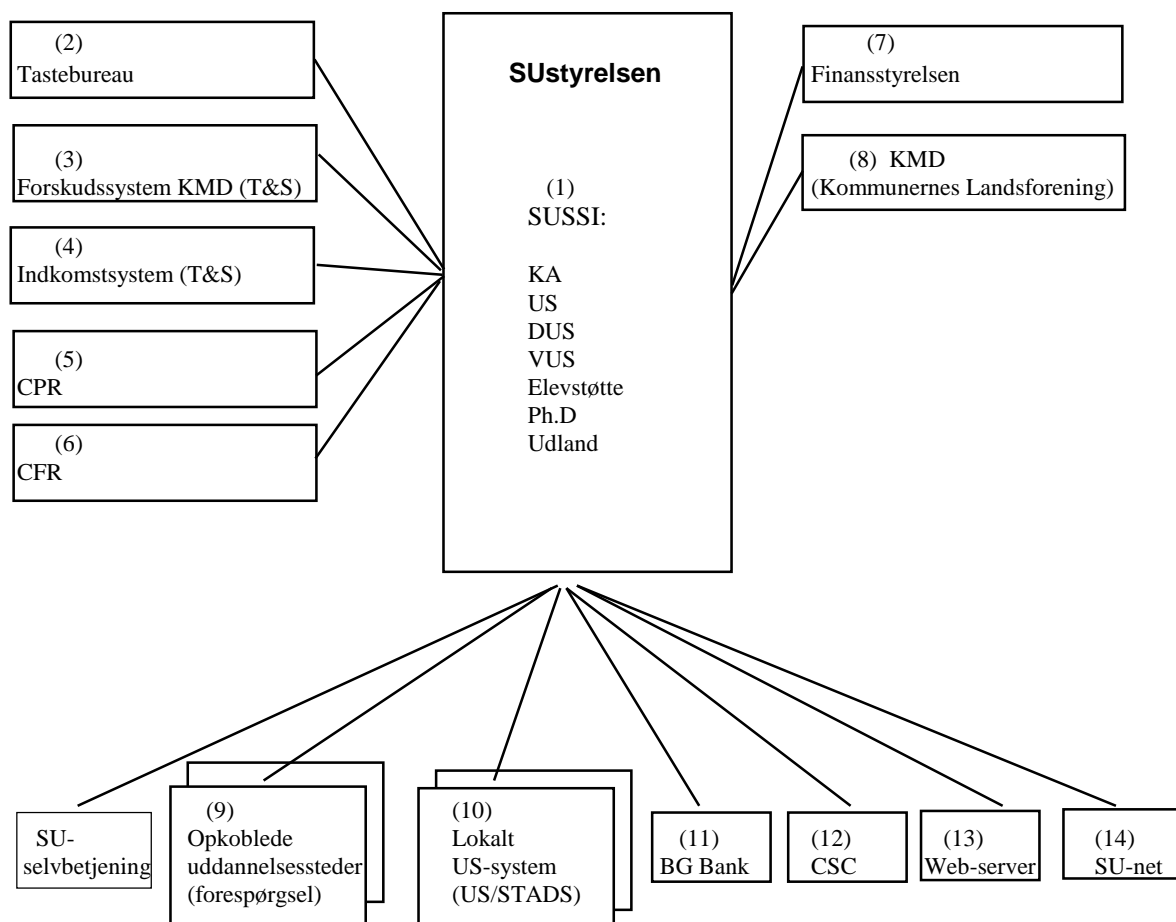 (2)
Tastebureau
(3)
Forskudssystem KMD (T&S)
(4)
Indkomstsystem (T&S)
(5)
CPR
(6)
CFR
SUstyrelsen
(1)
SUSSI:
KA
US
DUS
VUS
Elevstøtte
Ph.D
Udland
(7)
Finansstyrelsen
(8) KMD
(Kommunernes Landsforening)
SU-
selvbetjening
(9)
Opkoblede
uddannelsessteder
(forespørgsel)
(10)
Lokalt
US-system
(US/STADS)
(11)
BG Bank
(12)
CSC
(13)
Web-server
(14)
SU-net